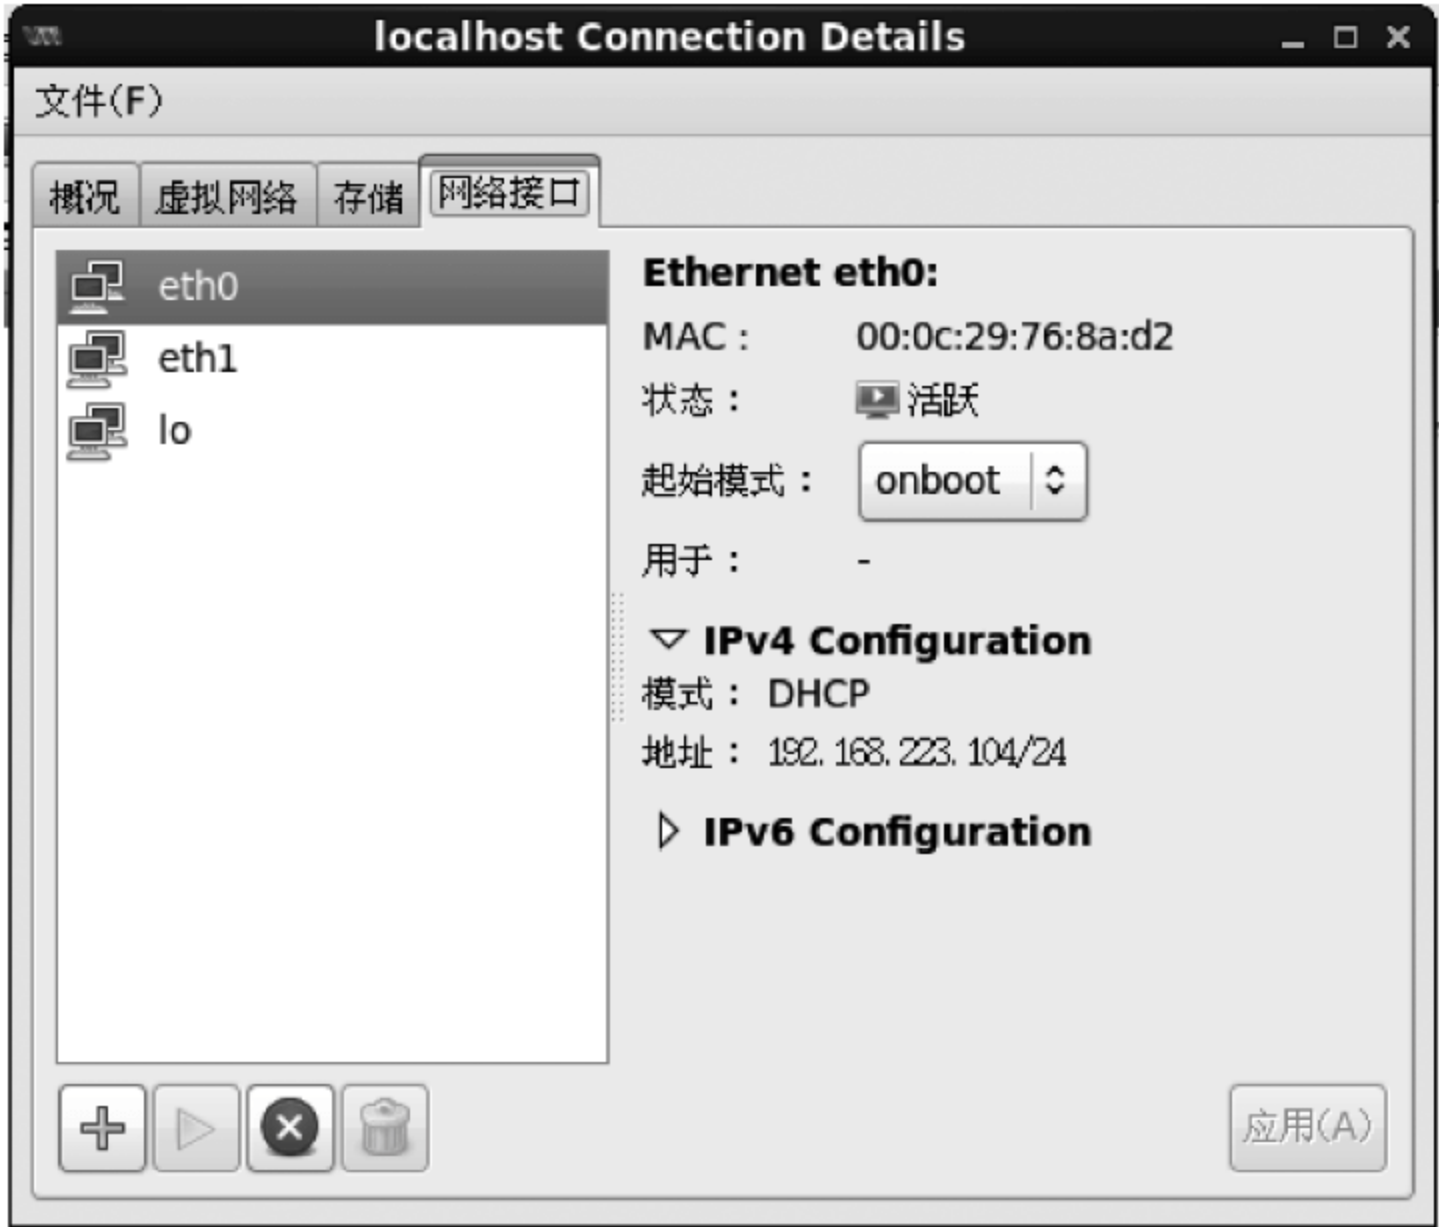 localhost Connection Details
文件(F)
概况 虚拟网络 存储 网络接口
eth0
eth1
lo
Ethernet eth0:
MAC： 00:0c:29:76:8a:d2
状态： 活跃
起始模式： onboot
用于： -
IPv4 Configuration
模式： DHCP
地址： 192.168.223.104/24
IPv6 Configuration
应用(A)